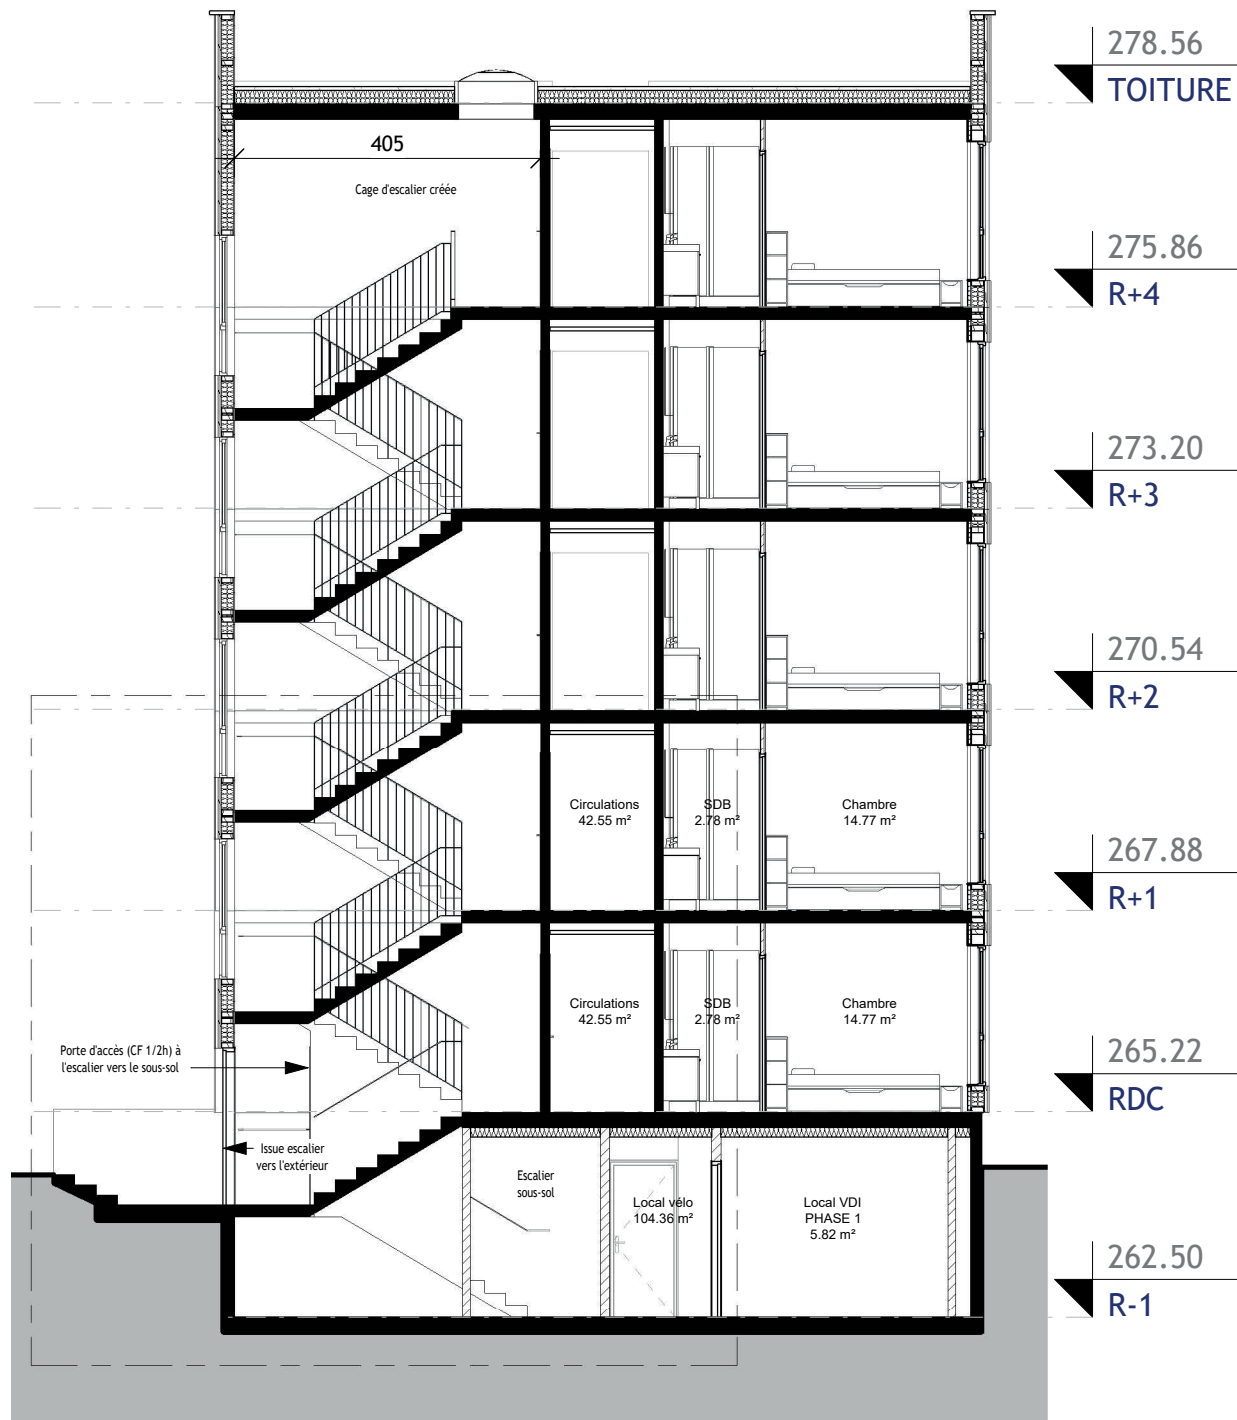 278.56
TOITURE
405
Cage d'escalier créée
275.86
R+4
273.20
R+3
270.54
R+2
Circulations
42.55 m²
SDB
2.78 m²
Chambre
14.77 m²
267.88
R+1
Circulations
42.55 m²
SDB
2.78 m²
Chambre
14.77 m²
Porte d'accès (CF 1/2h) à
l'escalier vers le sous-sol
265.22
RDC
Issue escalier
vers l'extérieur
Escalier
sous-sol
Local vélo
104.36 m²
Local VDI
PHASE 1
5.82 m²
262.50
R-1